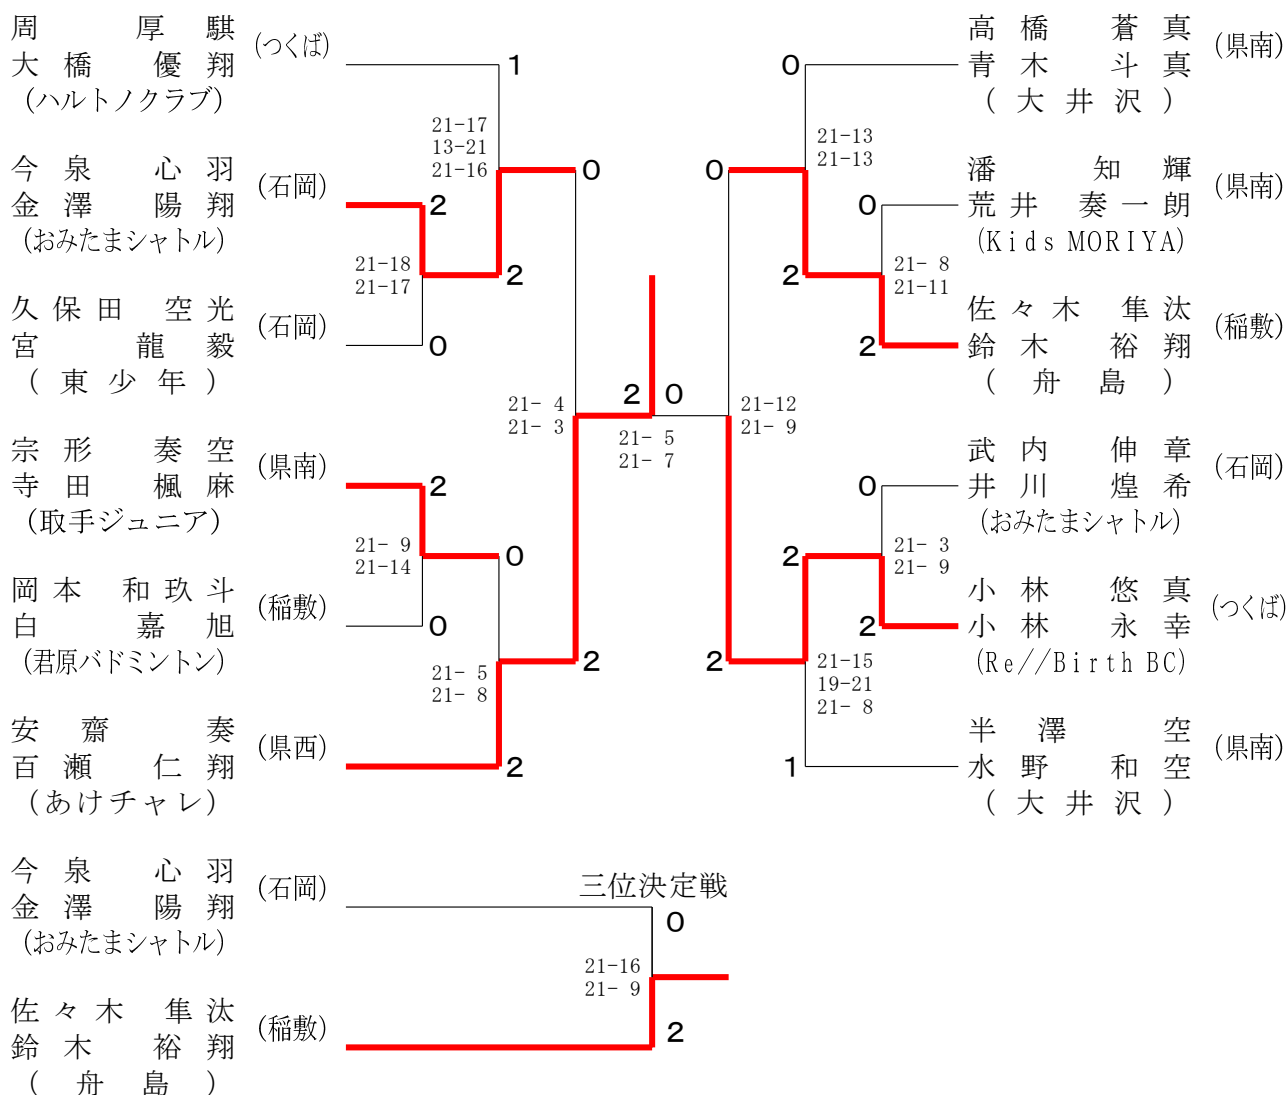 周 厚 騏
大 橋 優 翔
(つくば)
(ハルトノクラブ)
今 泉 心 羽
金 澤 陽 翔
(石岡)
(おみたまシャトル)
久 保 田 空 光
宮 龍 毅
(石岡)
( 東 少 年 )
宗 形 奏 空
寺 田 楓 麻
(県南)
(取手ジュニア)
岡 本 和 玖 斗
白 嘉 旭
(稲敷)
(君原バドミントン)
安 齋 奏
百 瀬 仁 翔
(県西)
(あけチャレ)
1
21-17
13-21
21-16
2
21-18
21-17
0
2
0
2
21- 9
21-14
0
0
21- 5
21- 8
2
21- 4
21- 3
2
2 0
21- 5
21- 7
0
21-13
21-13
0
0
2
21- 8
21-11
2
21-12
21- 9
0
2
21- 3
21- 9
2
2
21-15
19-21
21- 8
1
高 橋 蒼 真
青 木 斗 真
(県南)
( 大 井 沢 )
潘 知 輝
荒 井 奏 一 朗
(県南)
(Kids MORIYA)
佐 々 木 隼 汰
鈴 木 裕 翔
(稲敷)
( 舟 島 )
武 内 伸 章
井 川 煌 希
(石岡)
(おみたまシャトル)
小 林 悠 真
小 林 永 幸
(つくば)
(Re//Birth BC)
半 澤 空
水 野 和 空
(県南)
( 大 井 沢 )
三位決定戦
今 泉 心 羽
金 澤 陽 翔
(石岡)
(おみたまシャトル)
0
21-16
21- 9
2
佐 々 木 隼 汰
鈴 木 裕 翔
(稲敷)
( 舟 島 )